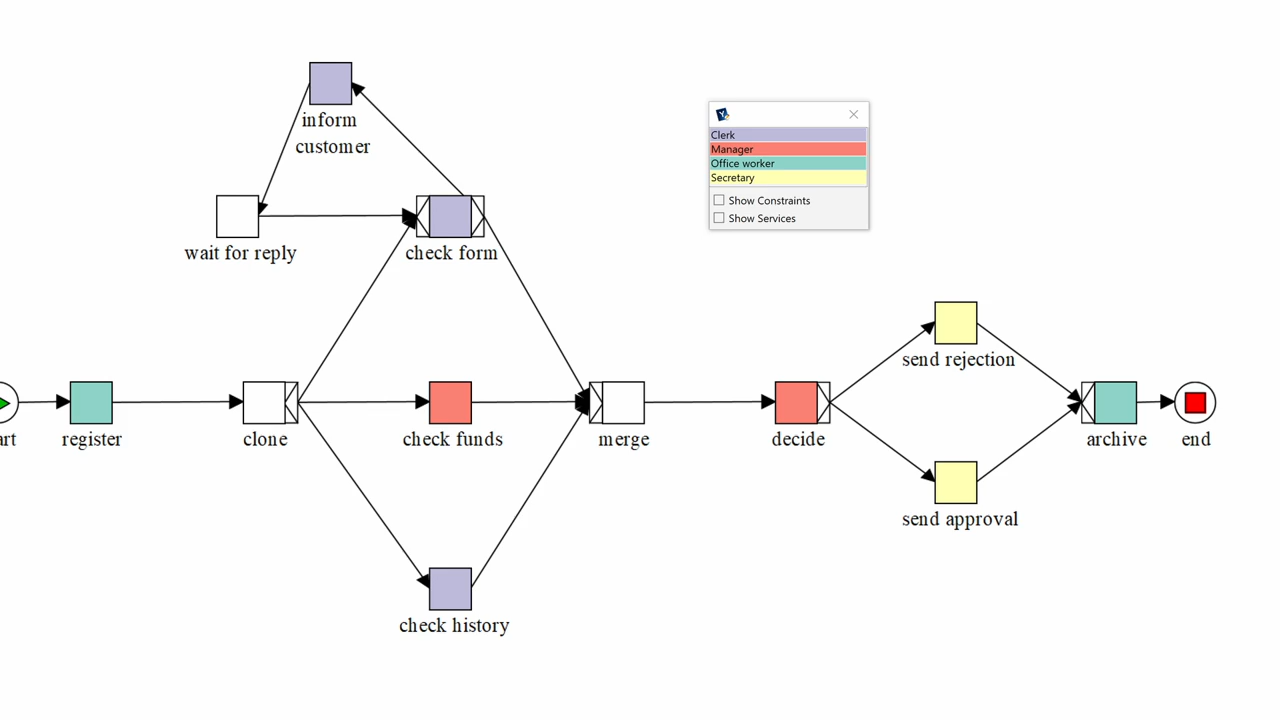 inform
customer
Clerk
Manager
Office worker
Secretary
Show Constraints
Show Services
wait for reply
check form
send rejection
art
register
clone
check funds
merge
decide
archive
end
send approval
check history